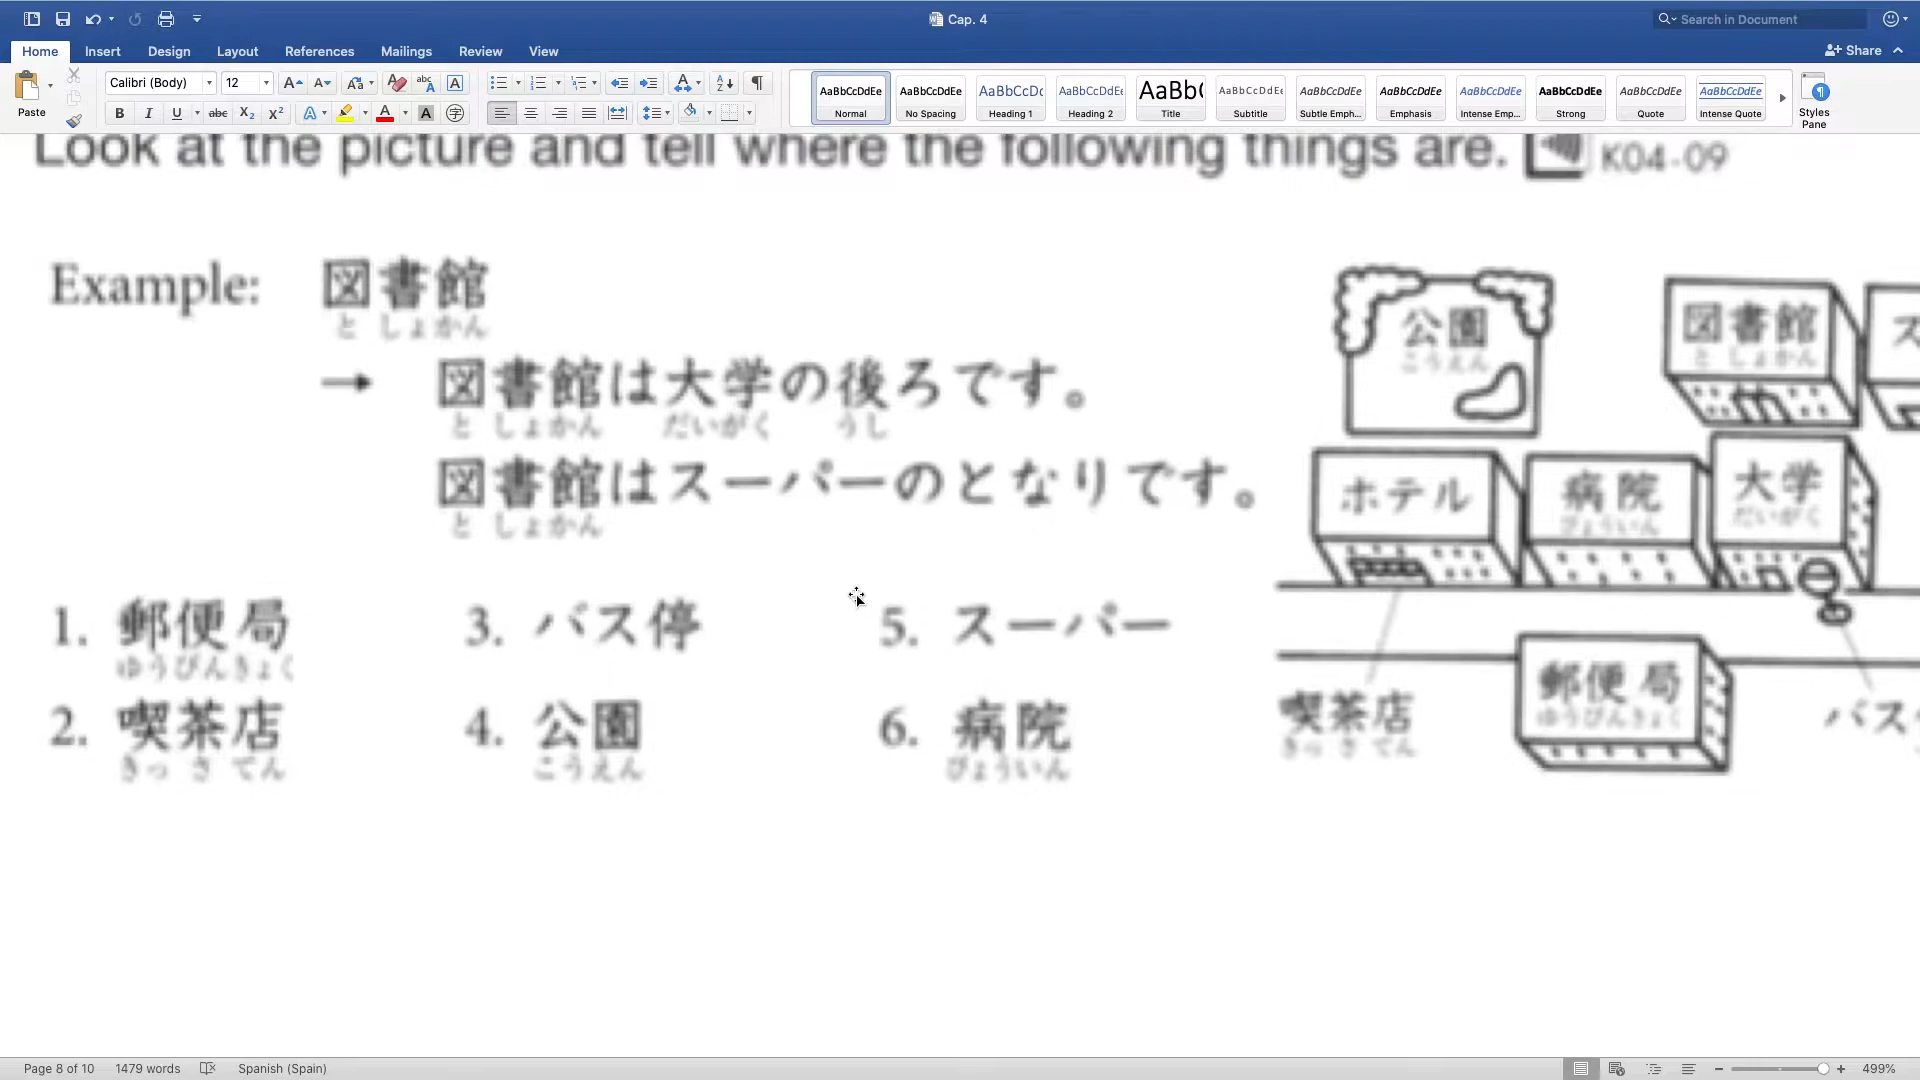 Cap. 4
Search in Document
Home Insert Design Layout References Mailings Review View
Share
Paste
Calibri (Body) 12
AaBbCcDdEe AaBbCcDdEe AaBbCcDc AaBbCcDdEe AaBb( AaBbCcDdEe AaBbCcDdEe AaBbCcDdEe AaBbCcDdEe AaBbCcDdEe AaBbCcDdEe AaBbCcDdEe
Normal No Spacing Heading 1 Heading 2 Title Subtitle Subtle Emph... Emphasis Intense Emp... Strong Quote Intense Quote
Styles Pane
Look at the picture and tell where the following things are. K04-09
Example: 図書館
と しょかん
→ 図書館は大学の後ろです。
と しょかん だいがく うし
図書館はスーパーのとなりです。
と しょかん
1. 郵便局 3. バス停 5. スーパー
ゆうびんきょく
2. 喫茶店 4. 公園 6. 病院
きっ さ てん こうえん びょういん
公園
こうえん
図書館
と しょかん
ス
ホテル
病院
びょういん
大学
だいがく
喫茶店
きっ さ てん
郵便局
ゆうびんきょく
バス
Page 8 of 10 1479 words Spanish (Spain) 499%